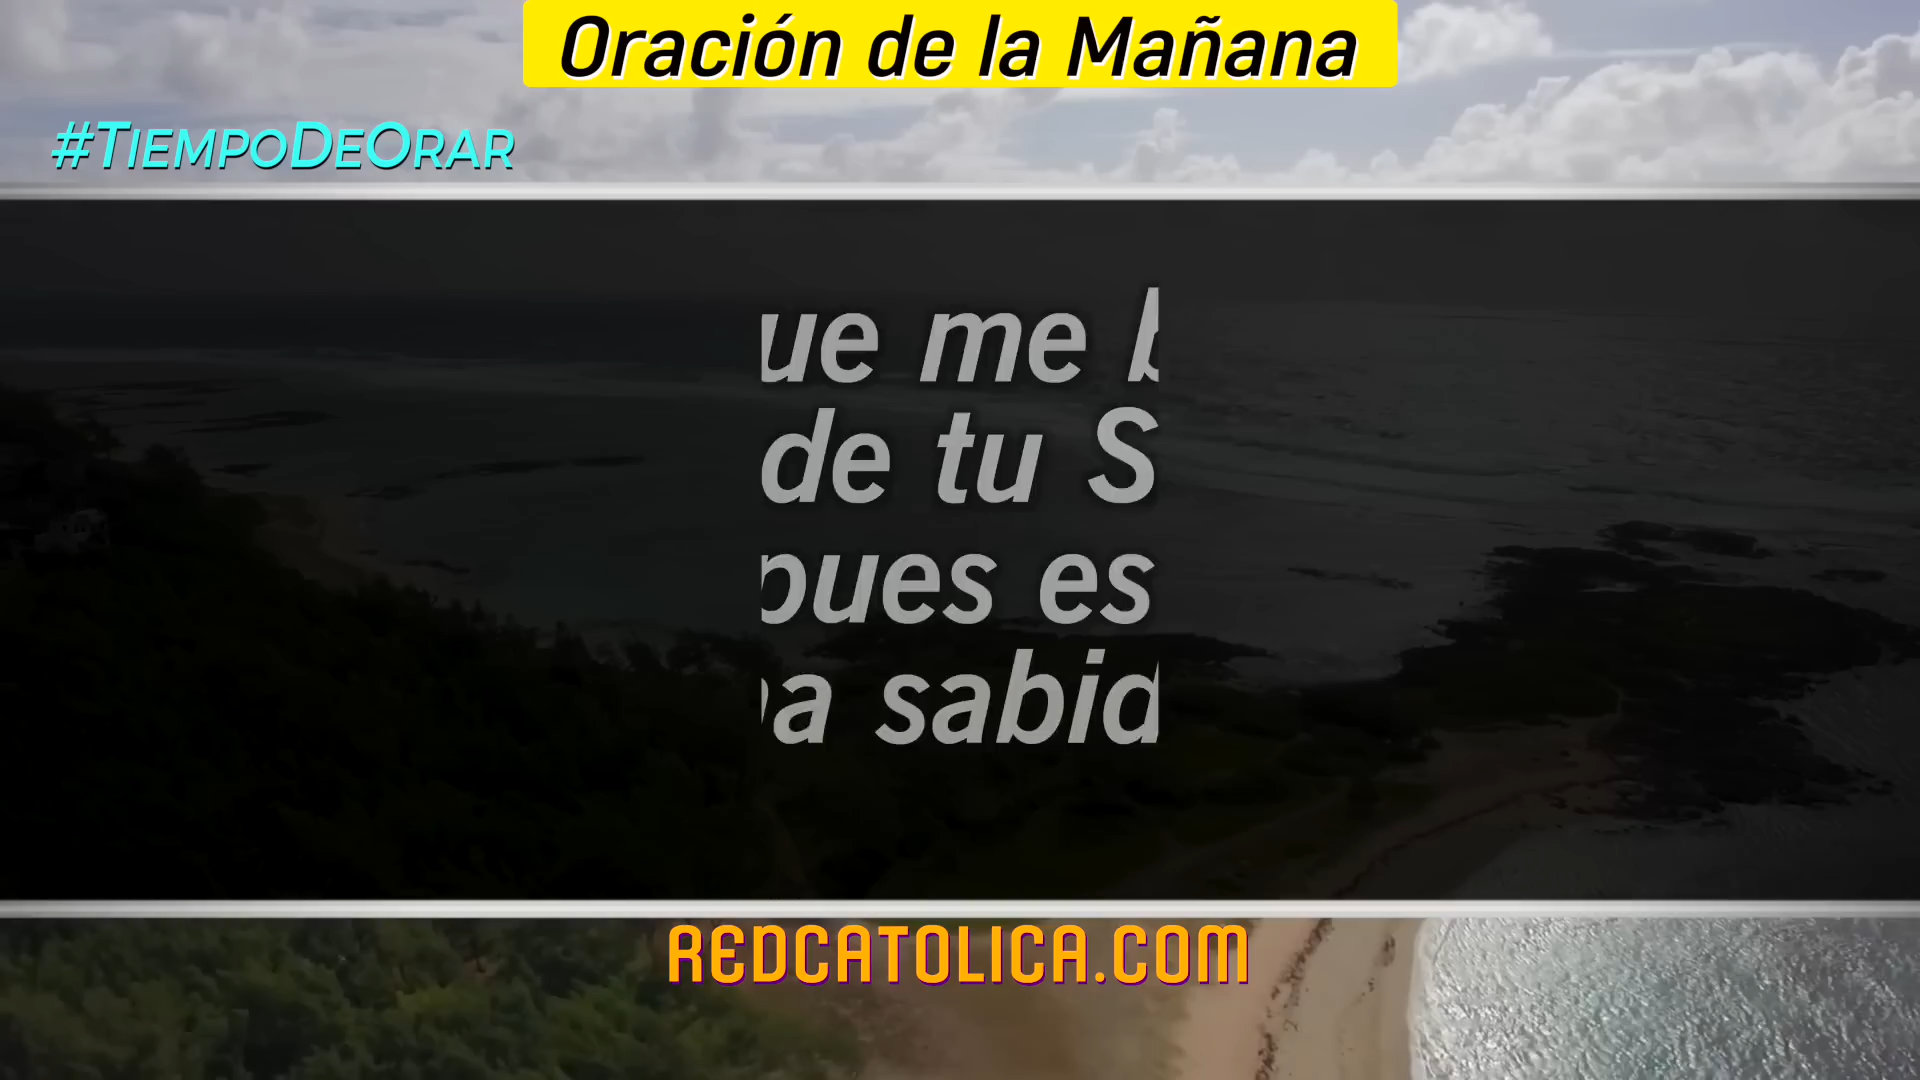 Oración de la Mañana
#TIEMPODEORAR
ue me
de tu S
pues es
a sabid
REDCATOLICA.COM